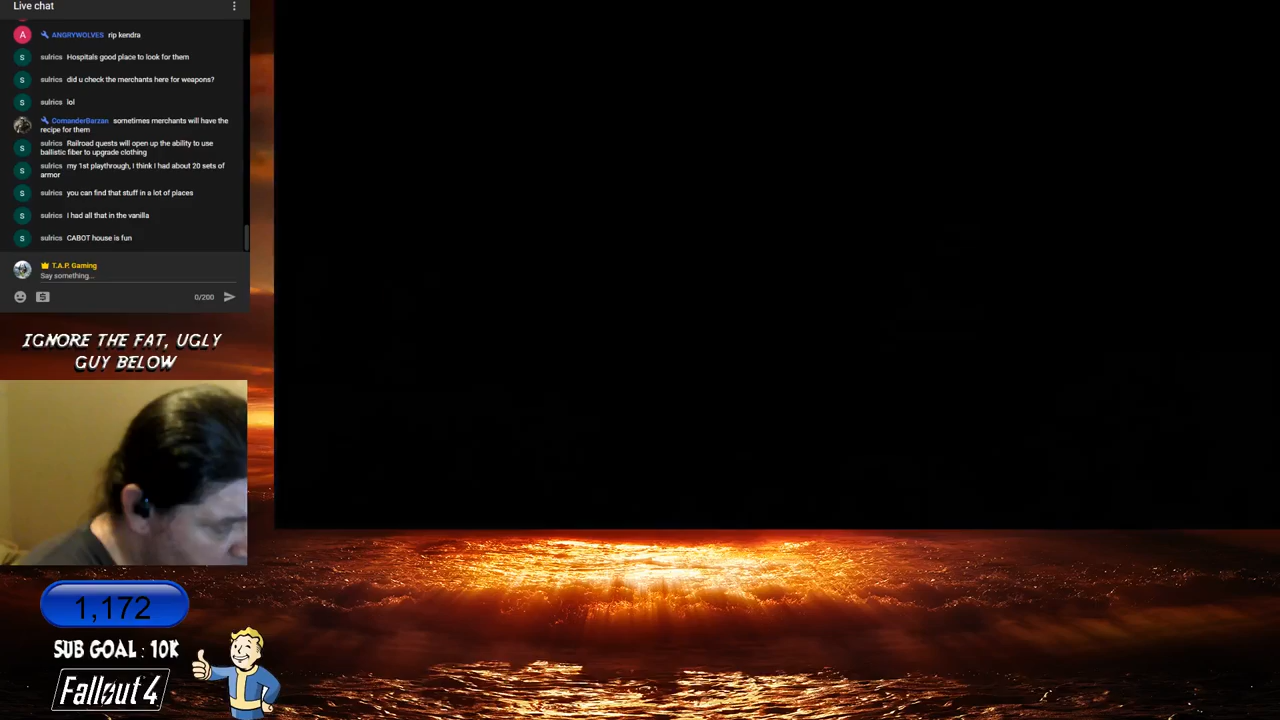 Live chat
A ANGRYWOLVES rip kendra
S sulrics Hospitals good place to look for them
S sulrics did u check the merchants here for weapons?
S sulrics lol
ComanderBarzan sometimes merchants will have the
recipe for them
S sulrics Railroad quests will open up the ability to use
ballistic fiber to upgrade clothing
S sulrics my 1st playthrough, I think I had about 20 sets of
armor
S sulrics you can find that stuff in a lot of places
S sulrics I had all that in the vanilla
S sulrics CABOT house is fun
T.A.P. Gaming
Say something...
0/200
IGNORE THE FAT, UGLY
GUY BELOW
1,172
SUB GOAL : 10K
Fallout 4